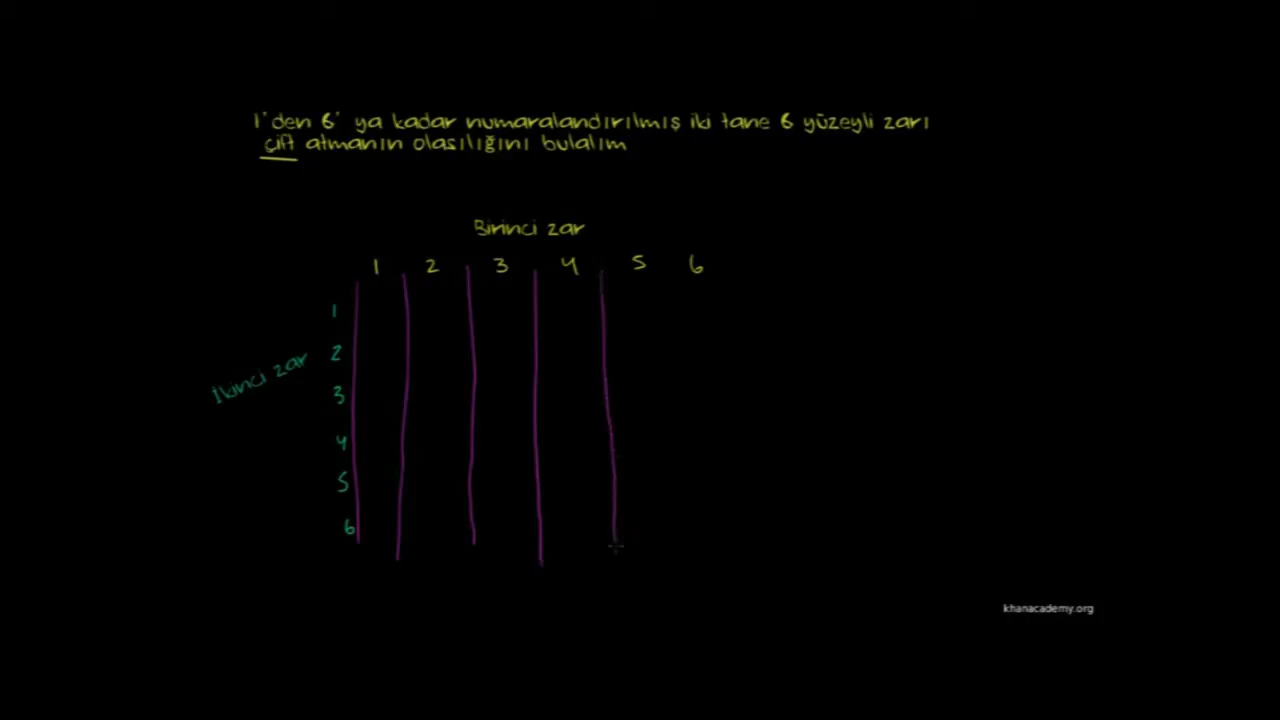 1'den 6' ya kadar numaralandırılmış iki tane 6 yüzeyli zarı
çift atmanın olasılığını bulalım
Birinci zar
1 2 3 4 5 6
1
2
İkinci zar
3
4
5
6
khanacademy.org